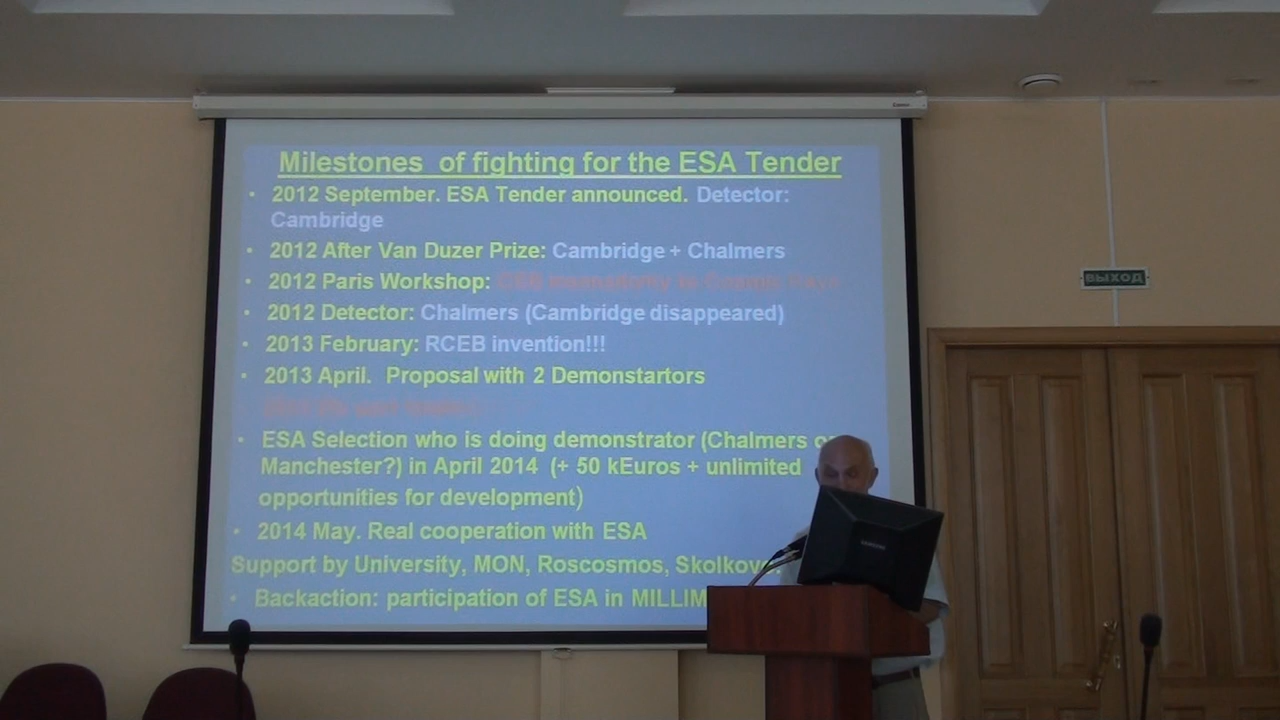 Milestones of fighting for the ESA Tender
• 2012 September. ESA Tender announced. Detector:
Cambridge
• 2012 After Van Duzer Prize: Cambridge + Chalmers
• 2012 Paris Workshop:
• 2012 Detector: Chalmers (Cambridge disappeared)
• 2013 February: RCEB invention!!!
• 2013 April. Proposal with 2 Demonstartors
• ESA Selection who is doing demonstrator (Chalmers
Manchester?) in April 2014 (+ 50 kEuros + unlimited
opportunities for development)
• 2014 May. Real cooperation with ESA
Support by University, MON, Roscosmos, Skolkovo.
• Backaction: participation of ESA in MILLIM
ВЫХОД
SAMSUNG